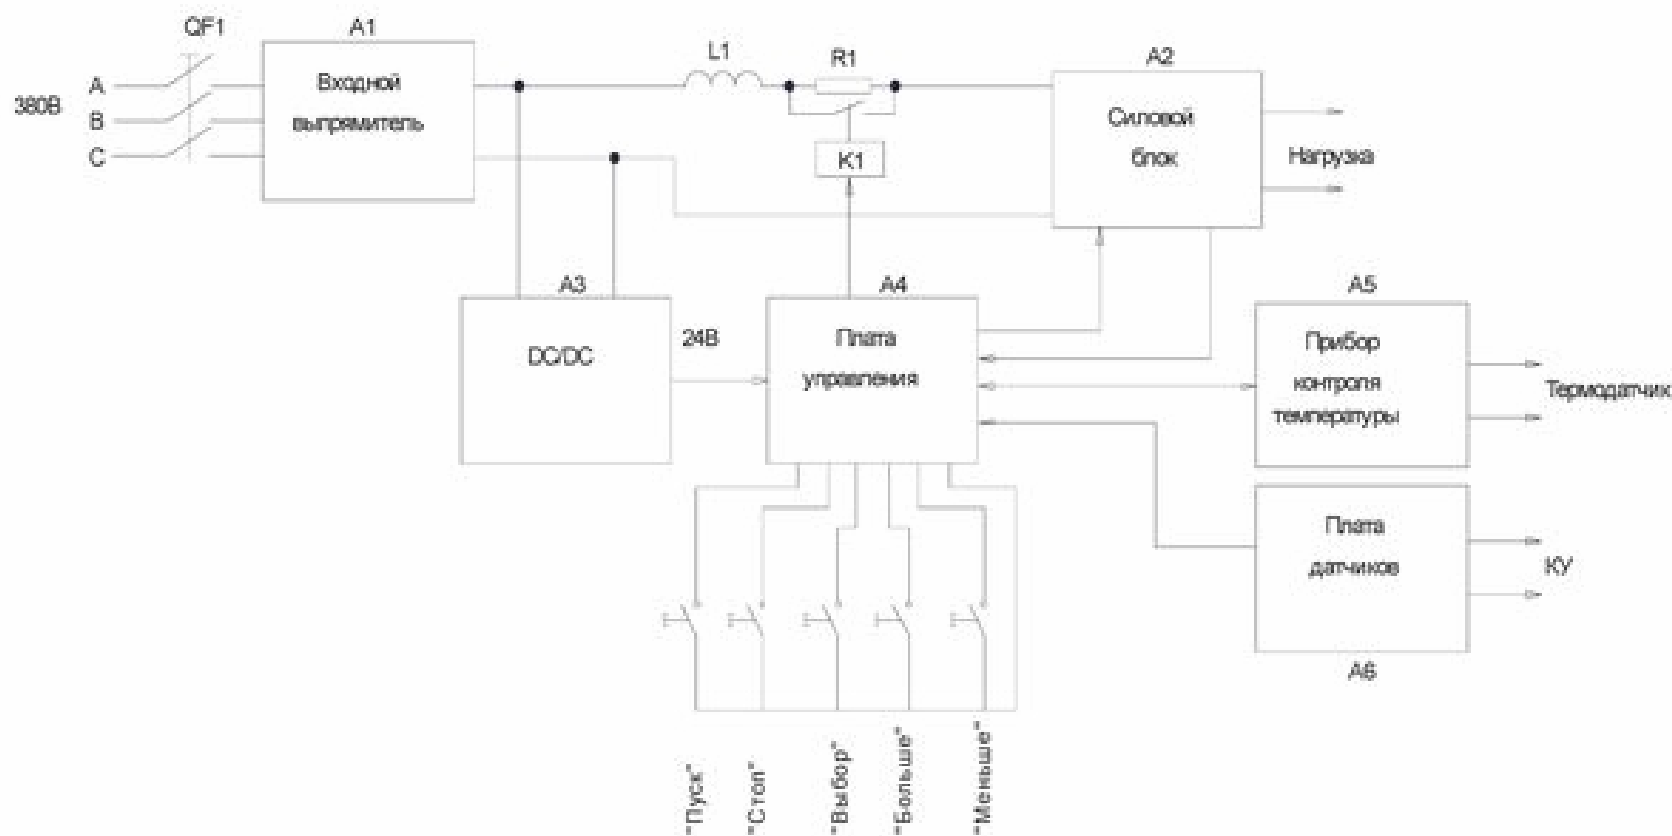 QF1
A1
380В
A
B
C
Входной
выпрямитель
L1
R1
K1
A2
Силовой
блок
Нагрузка
A3
DC/DC
24В
A4
Плата
управления
A5
Прибор
контроля
температуры
Термодатчик
Плата
датчиков
КУ
A6
"Пуск"
"Стоп"
"Выбор"
"Больше"
"Меньше"